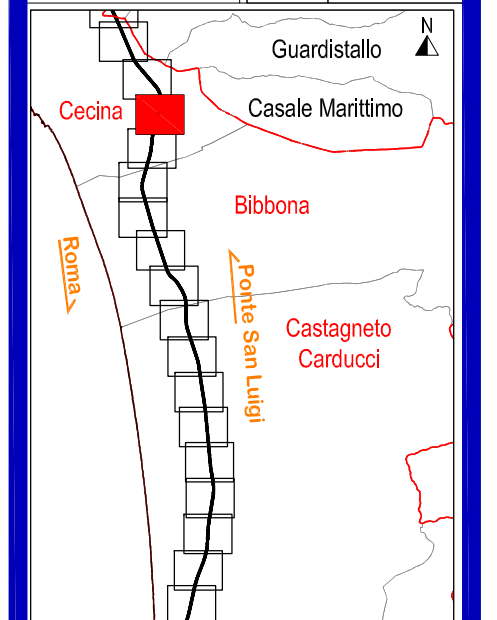 N
Guardistallo
Cecina
Casale Marittimo
Bibbona
Roma
Ponte San Luigi
Castagneto
Carducci